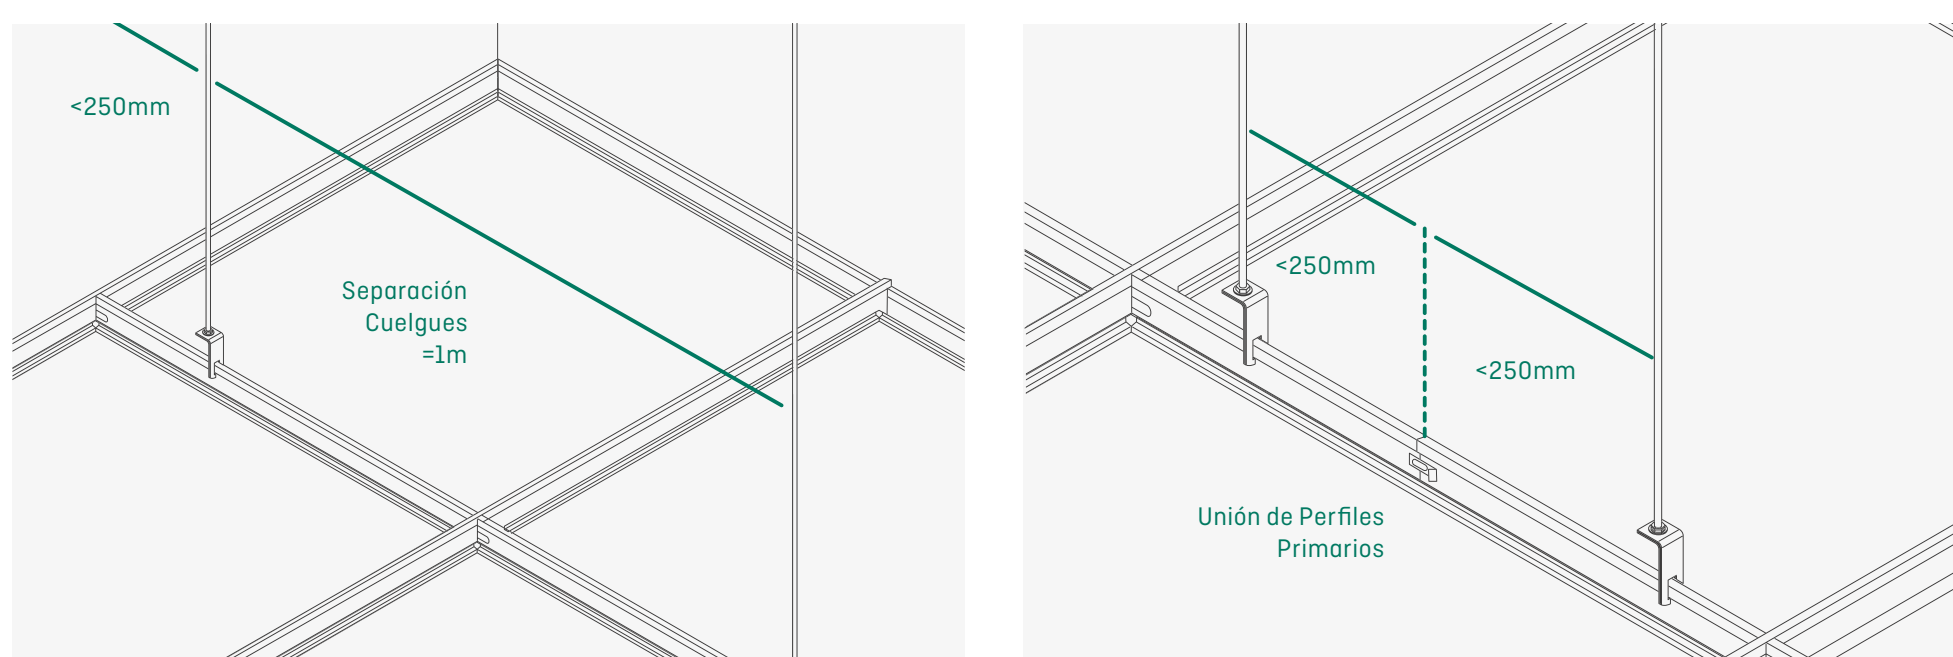 <250mm
Separación
Cuelgues
=1m
<250mm
<250mm
Unión de Perfiles
Primarios